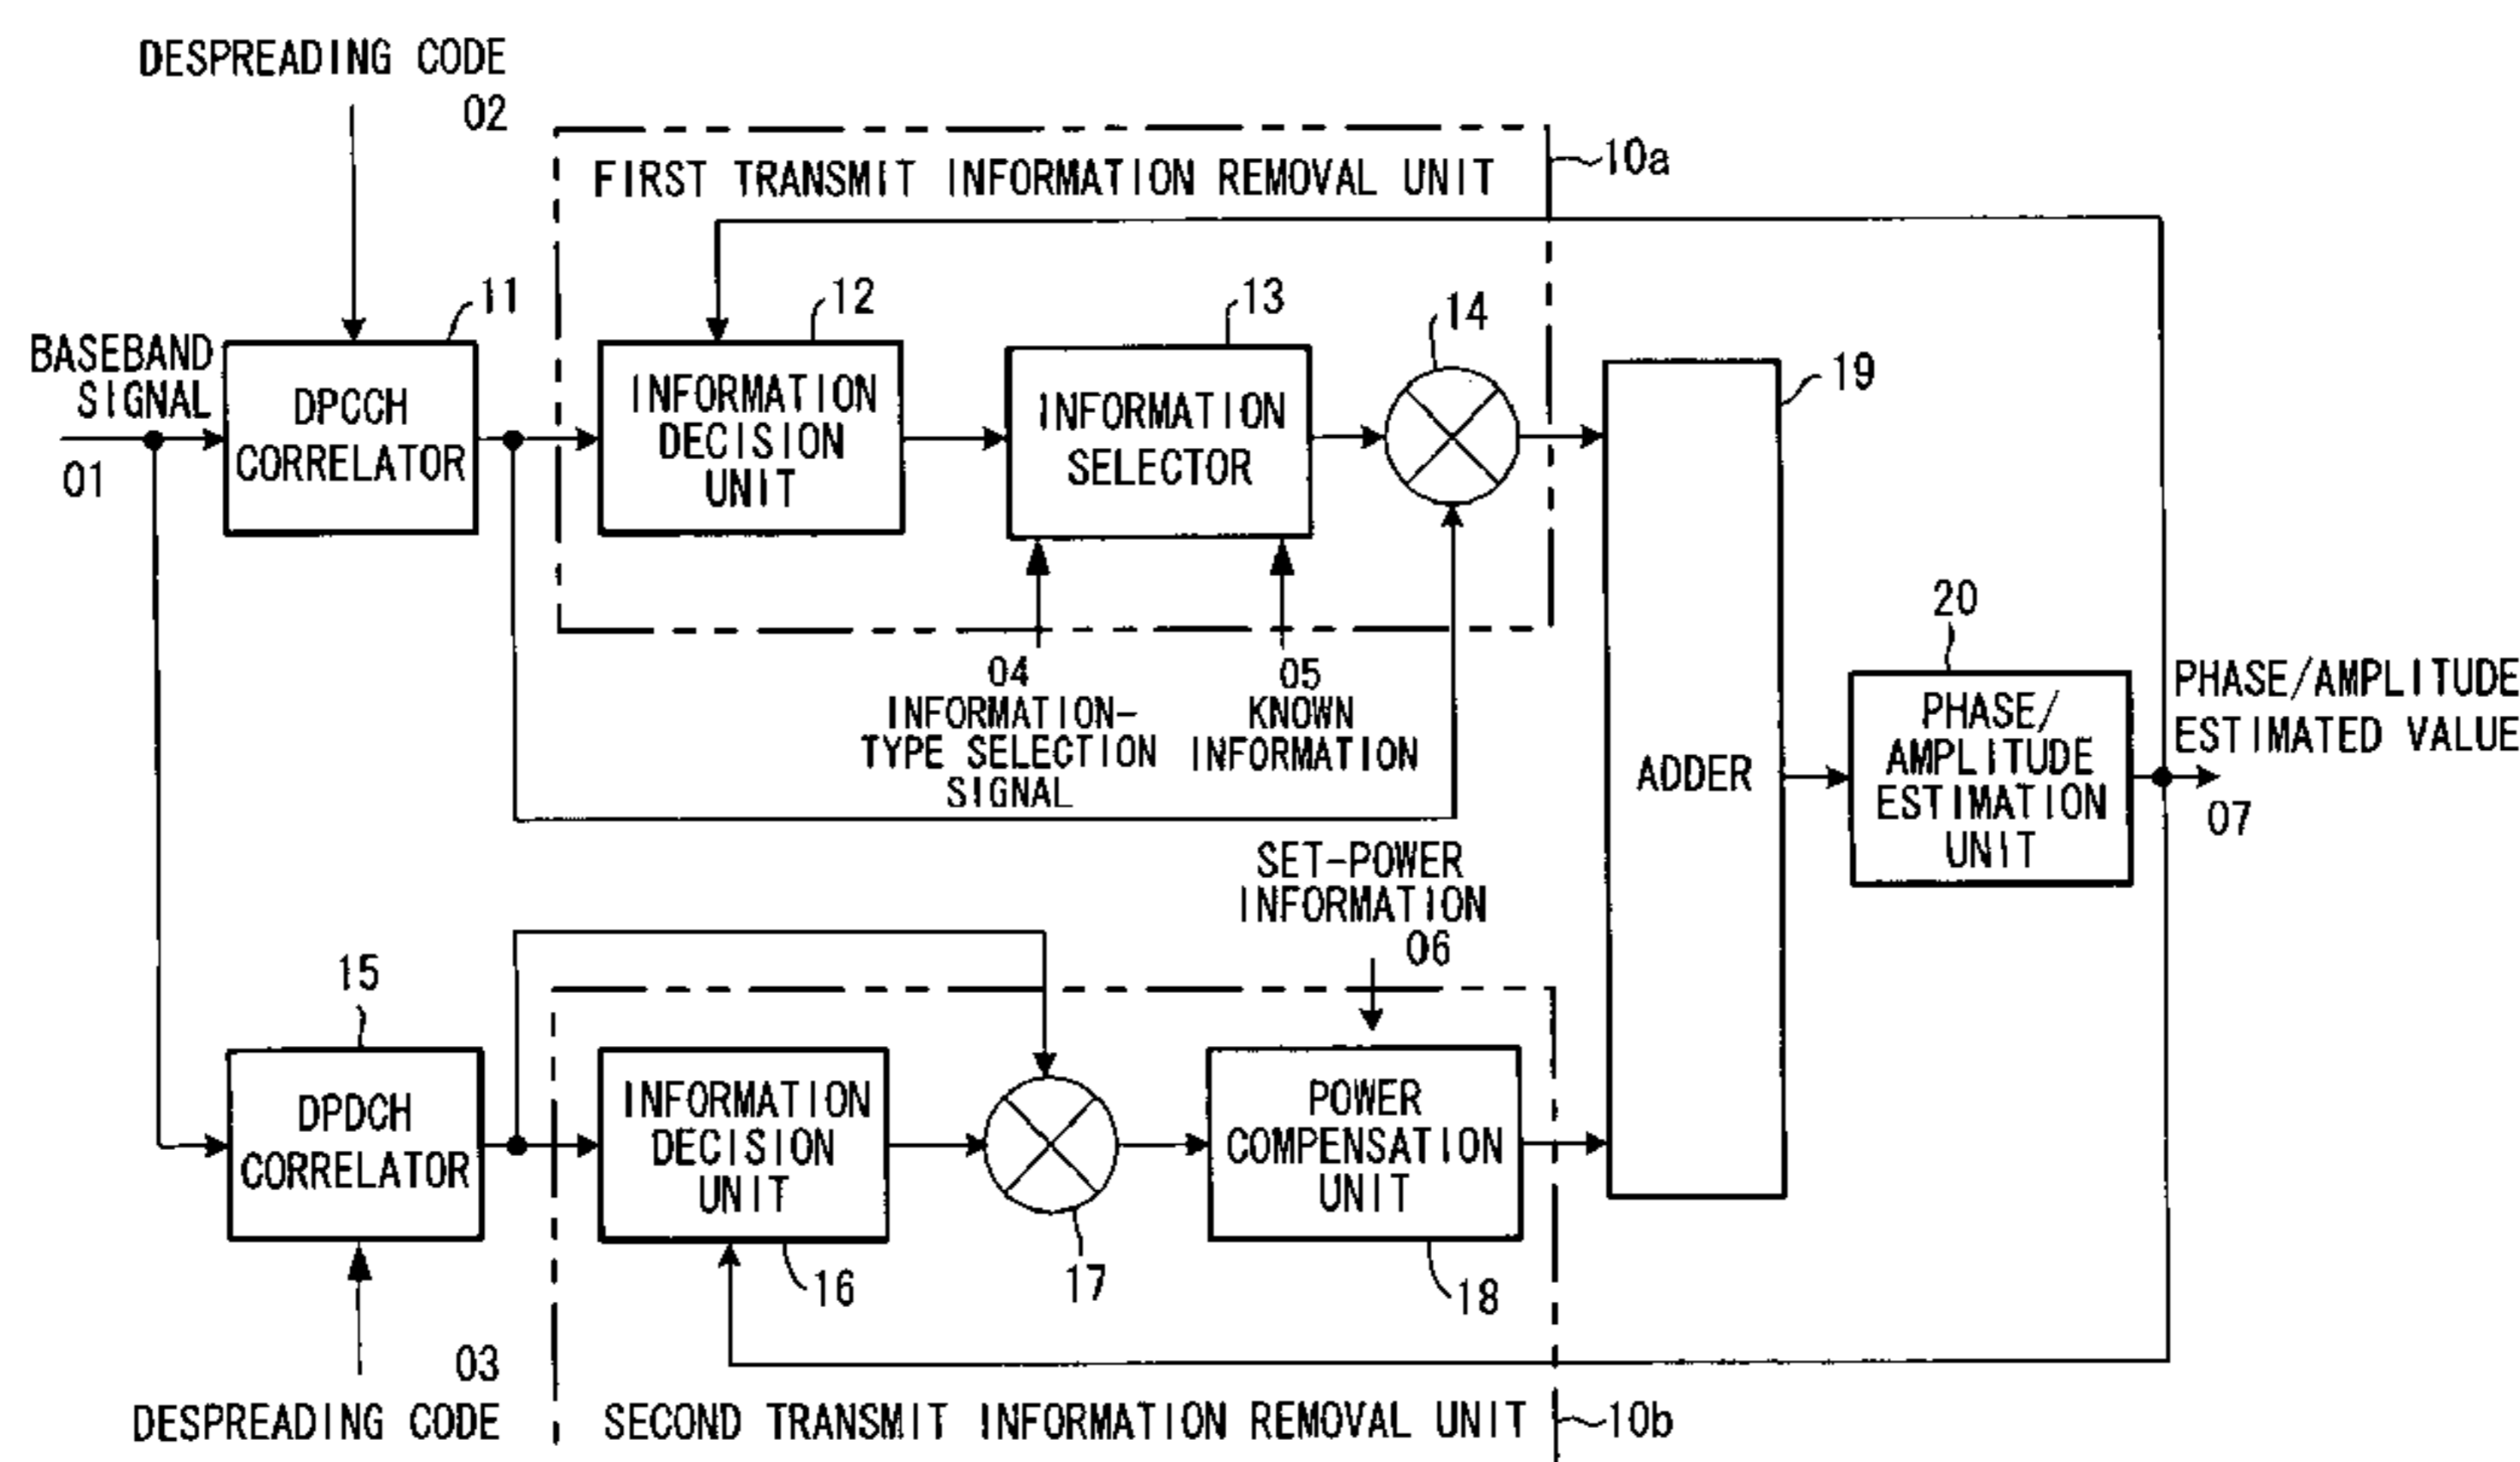 DESPREADING CODE
02
FIRST TRANSMIT INFORMATION REMOVAL UNIT
10a
BASEBAND
SIGNAL
01
11
DPCCH
CORRELATOR
12
INFORMATION
DECISION
UNIT
13
INFORMATION
SELECTOR
14
19
ADDER
04
INFORMATION-
TYPE SELECTION
SIGNAL
05
KNOWN
INFORMATION
20
PHASE/
AMPLITUDE
ESTIMATION
UNIT
PHASE/AMPLITUDE
ESTIMATED VALUE
07
SET-POWER
INFORMATION
06
15
DPDCH
CORRELATOR
INFORMATION
DECISION
UNIT
16
17
POWER
COMPENSATION
UNIT
18
03
DESPREADING CODE
SECOND TRANSMIT INFORMATION REMOVAL UNIT
10b